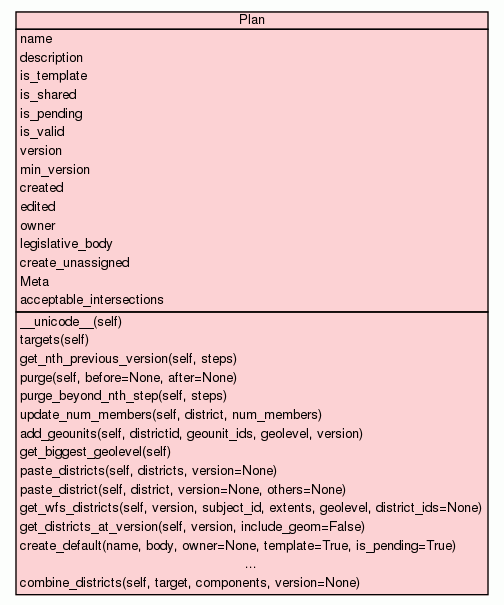 Plan
name
description
is_template
is_shared
is_pending
is_valid
version
min_version
created
edited
owner
legislative_body
create_unassigned
Meta
acceptable_intersections
__unicode__(self)
targets(self)
get_nth_previous_version(self, steps)
purge(self, before=None, after=None)
purge_beyond_nth_step(self, steps)
update_num_members(self, district, num_members)
add_geounits(self, districtid, geounit_ids, geolevel, version)
get_biggest_geolevel(self)
paste_districts(self, districts, version=None)
paste_district(self, district, version=None, others=None)
get_wfs_districts(self, version, subject_id, extents, geolevel, district_ids=None)
get_districts_at_version(self, version, include_geom=False)
create_default(name, body, owner=None, template=True, is_pending=True)
...
combine_districts(self, target, components, version=None)